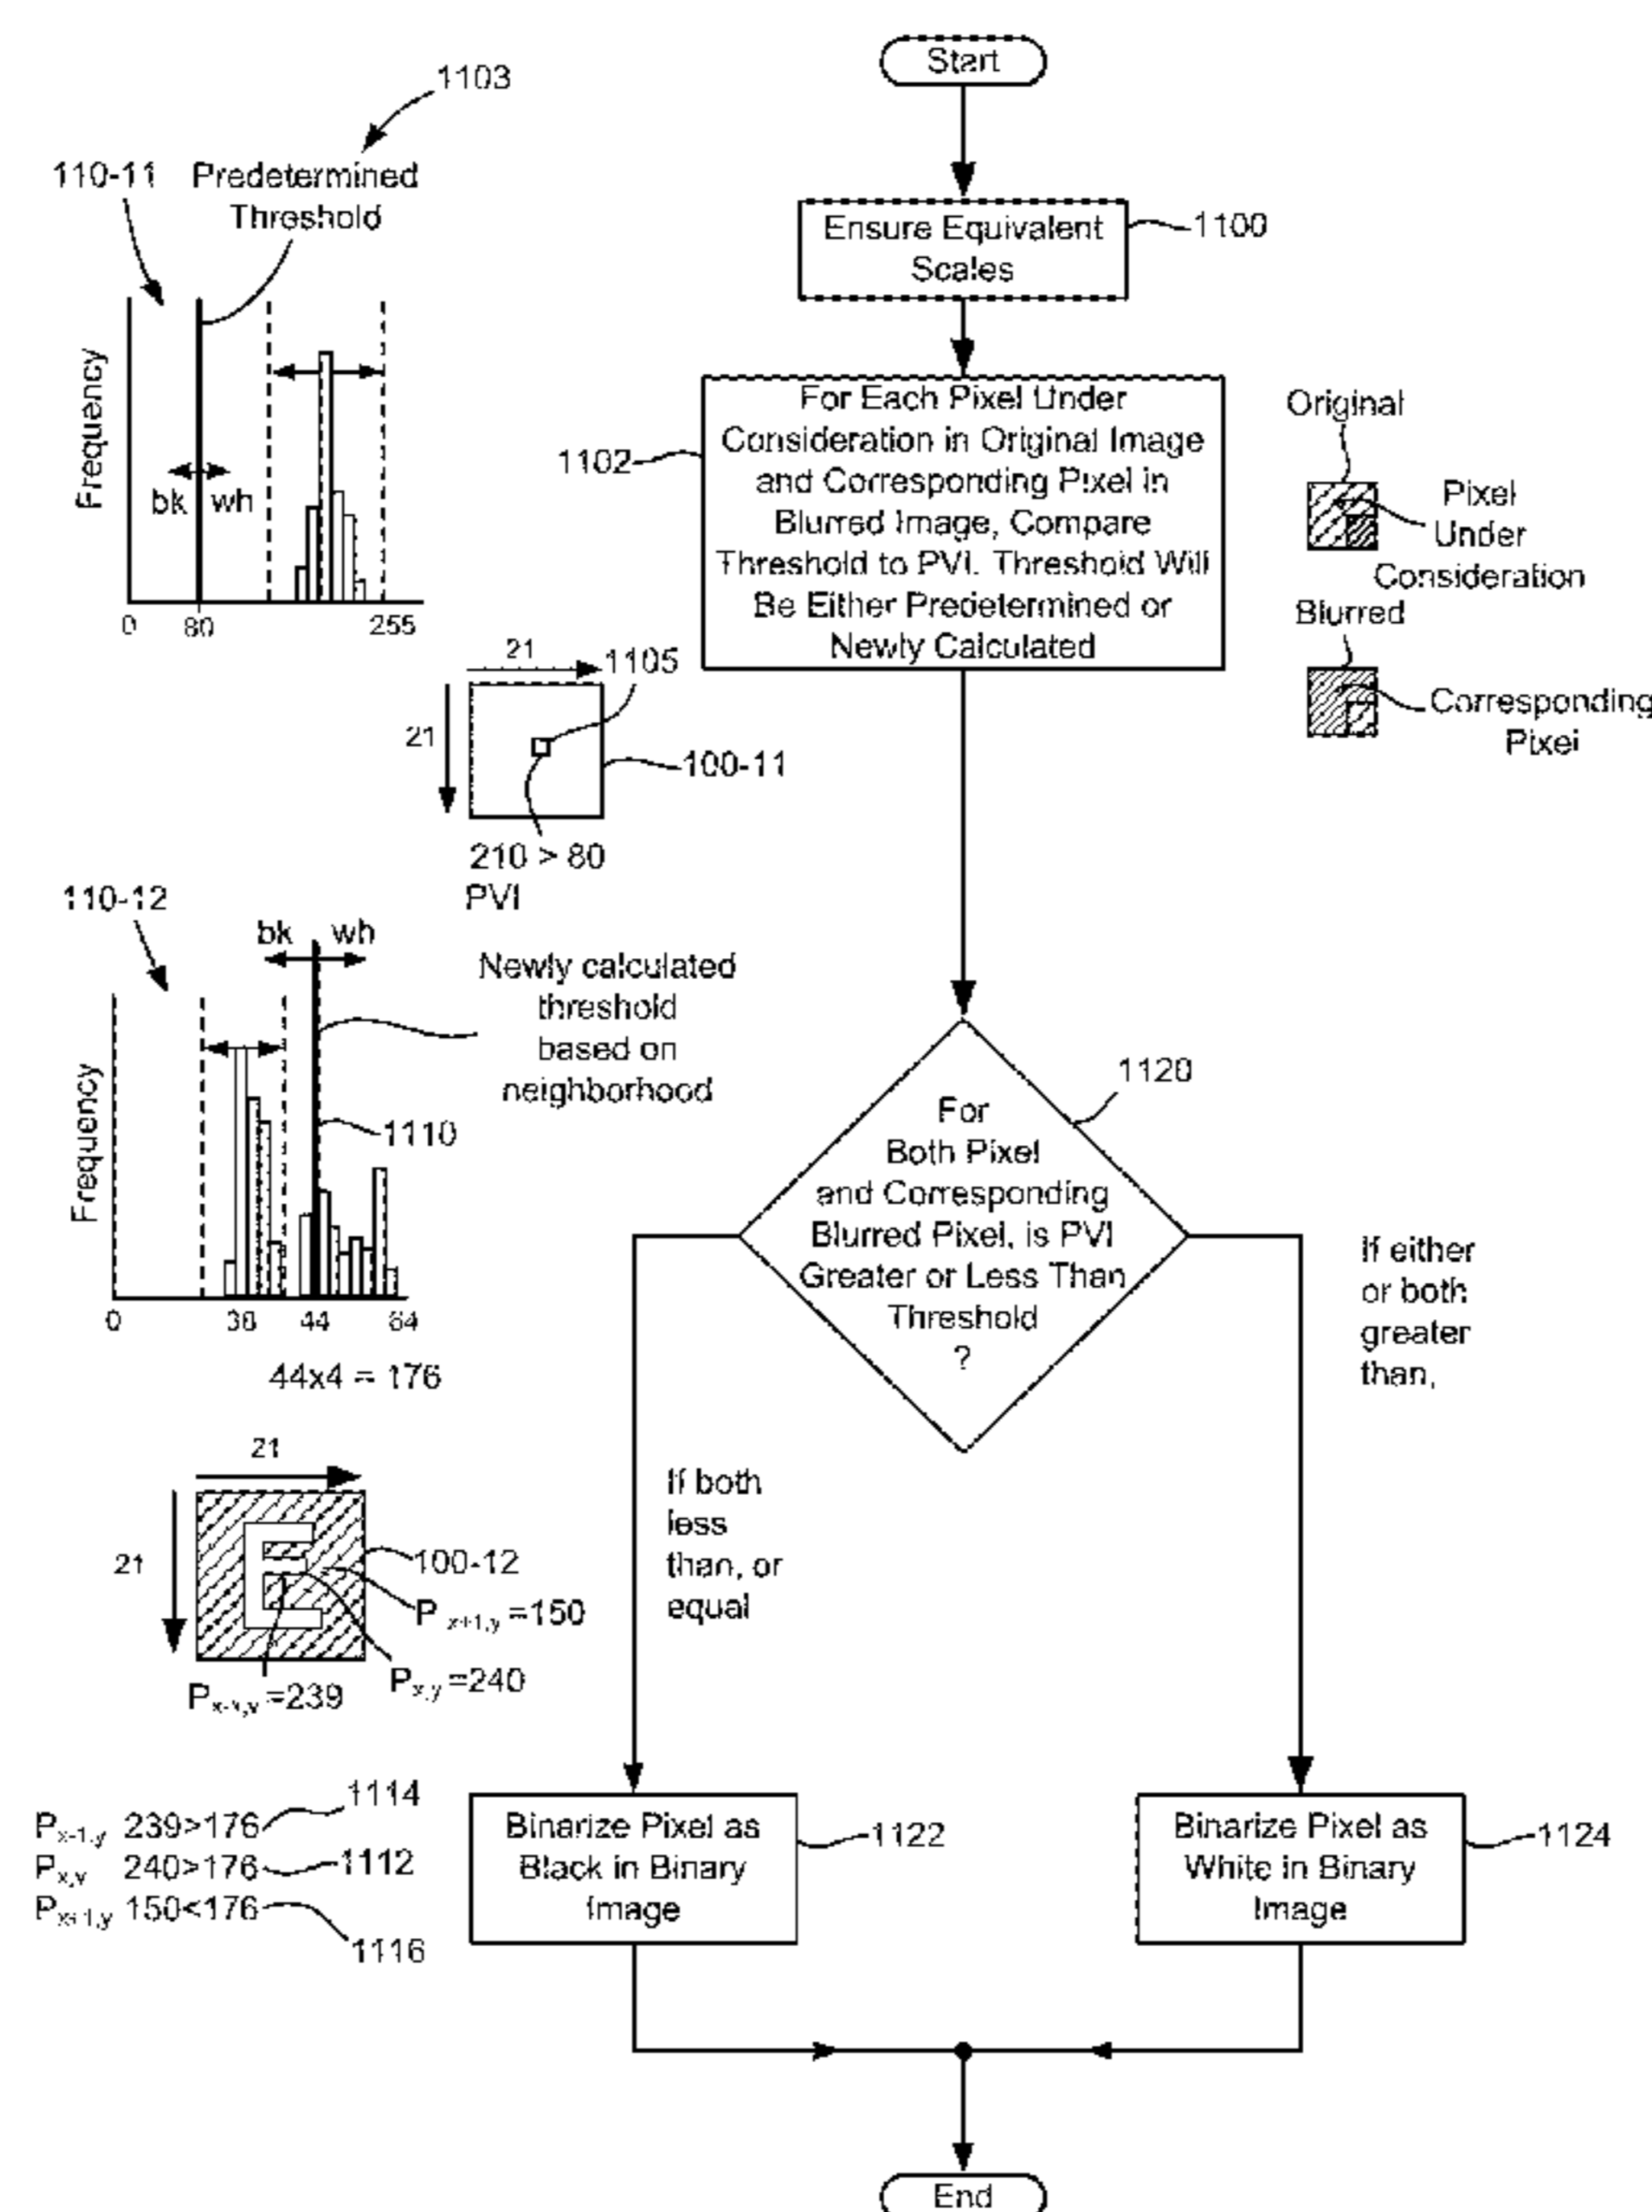 Start
1103
110-11
Predetermined
Threshold
Ensure Equivalent
Scales
1100
Frequency
bk
wh
0
80
255
1102
For Each Pixel Under
Consideration in Original Image
and Corresponding Pixel in
Blurred Image, Compare
Threshold to PVI. Threshold Will
Be Either Predetermined or
Newly Calculated
Original
Pixel
Under
Consideration
Blurred
Corresponding
Pixel
21
1105
21
100-11
210 > 80
PVI
110-12
bk
wh
Newly calculated
threshold
based on
neighborhood
Frequency
1110
0
38
44
64
44x4 = 176
1120
For
Both Pixel
and Corresponding
Blurred Pixel, is PVI
Greater or Less Than
Threshold
?
If either
or both
greater
than,
If both
less
than, or
equal
21
21
100-12
P x+1,y =150
P x,y =240
P x-1,y =239
1114
P x-1,y 239>176
P x,y 240>176
1112
P x+1,y 150<176
1116
Binarize Pixel as
Black in Binary
Image
1122
Binarize Pixel as
White in Binary
Image
1124
End